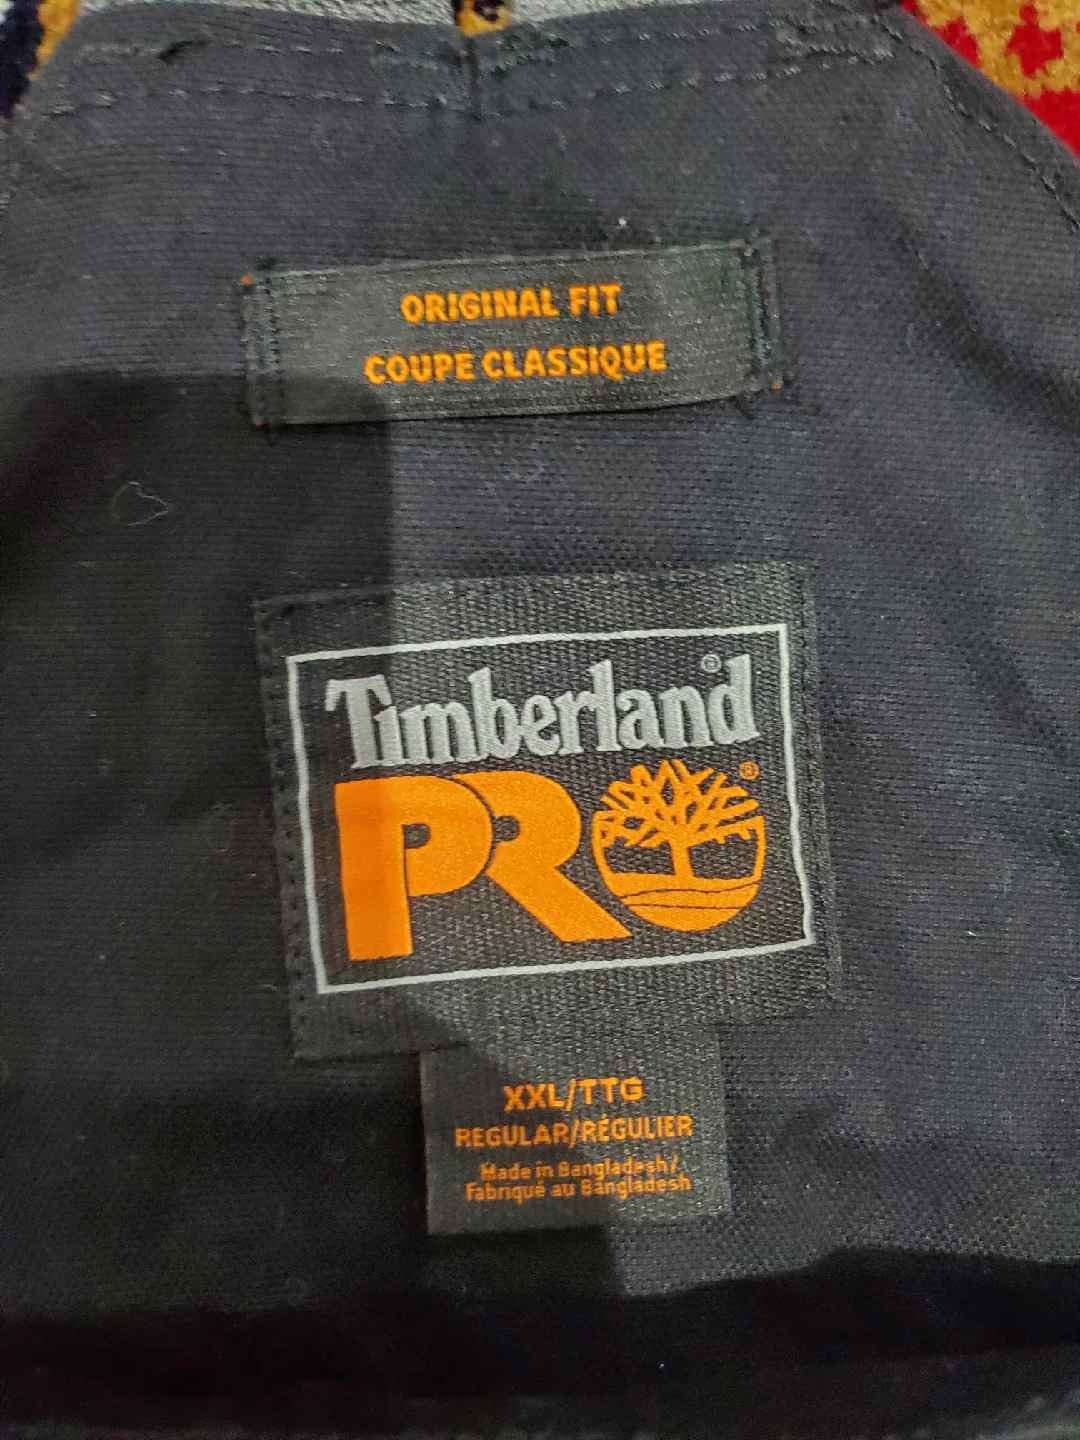 ORIGINAL FIT
COUPE CLASSIQUE
Timberland®
PRO®
XXL/TTG
REGULAR/RÉGULIER
Made in Bangladesh/
Fabriqué au Bangladesh